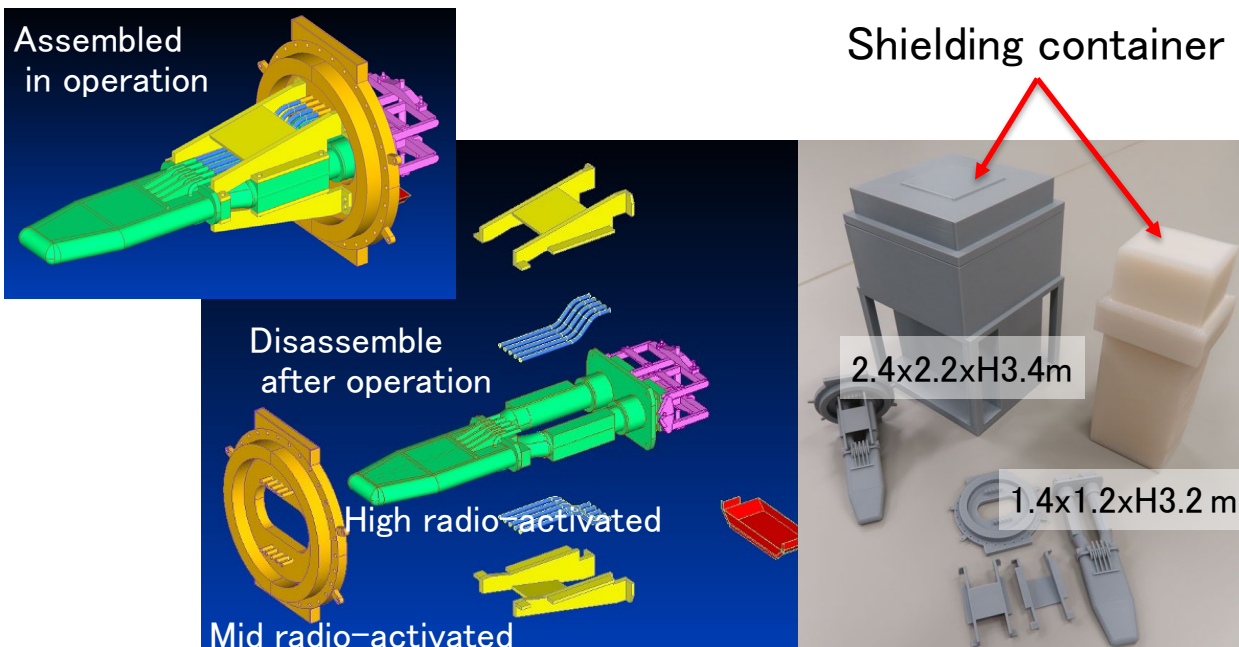 Assembled
in operation
Shielding container
Disassemble
after operation
2.4x2.2xH3.4m
High radio-activated
1.4x1.2xH3.2 m
Mid radio-activated